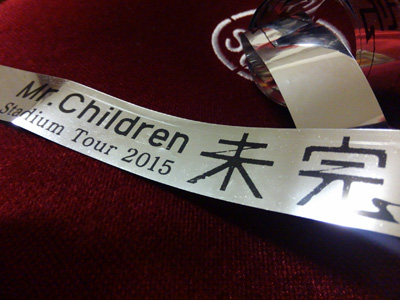 Mr. Children
Stadium Tour 2015
未完